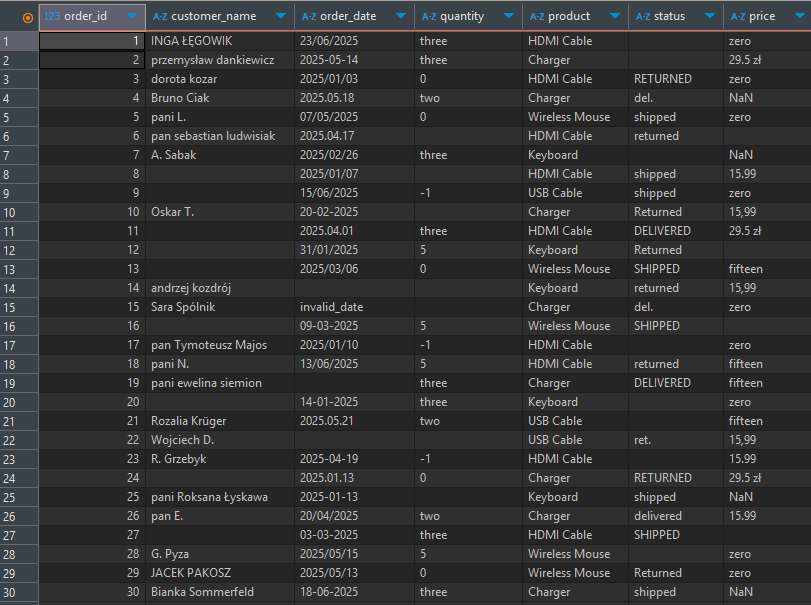 123 order_id A-Z customer_name A-Z order_date A-Z quantity A-Z product A-Z status A-Z price
1 1 INGA ŁĘGOWIK 23/06/2025 three HDMI Cable zero
2 2 przemysław dankiewicz 2025-05-14 three Charger 29.5 zł
3 3 dorota kozar 2025/01/03 0 HDMI Cable RETURNED zero
4 4 Bruno Ciak 2025.05.18 two Charger del. NaN
5 5 pani L. 07/05/2025 0 Wireless Mouse shipped zero
6 6 pan sebastian ludwisiak 2025.04.17 HDMI Cable returned
7 7 A. Sabak 2025/02/26 three Keyboard NaN
8 8 2025/01/07 HDMI Cable shipped 15.99
9 9 15/06/2025 -1 USB Cable shipped zero
10 10 Oskar T. 20-02-2025 Charger Returned 15,99
11 11 2025.04.01 three HDMI Cable DELIVERED 29.5 zł
12 12 31/01/2025 5 Keyboard Returned
13 13 2025/03/06 0 Wireless Mouse SHIPPED fifteen
14 14 andrzej kozdrój Keyboard returned 15,99
15 15 Sara Spólnik invalid_date Charger del. zero
16 16 09-03-2025 5 Wireless Mouse SHIPPED
17 17 pan Tymoteusz Majos 2025/01/10 -1 HDMI Cable zero
18 18 pani N. 13/06/2025 5 HDMI Cable returned fifteen
19 19 pani ewelina siemion three Charger DELIVERED fifteen
20 20 14-01-2025 three Keyboard zero
21 21 Rozalia Krüger 2025.05.21 two USB Cable fifteen
22 22 Wojciech D. USB Cable ret. 15,99
23 23 R. Grzebyk 2025-04-19 -1 HDMI Cable 15.99
24 24 2025.01.13 0 Charger RETURNED 29.5 zł
25 25 pani Roksana Łyskawa 2025-01-13 Keyboard shipped NaN
26 26 pan E. 20/04/2025 two Charger delivered 15.99
27 27 03-03-2025 three HDMI Cable SHIPPED
28 28 G. Pyza 2025/05/15 5 Wireless Mouse zero
29 29 JACEK PAKOSZ 2025/05/13 0 Wireless Mouse Returned zero
30 30 Bianka Sommerfeld 18-06-2025 three Charger shipped NaN